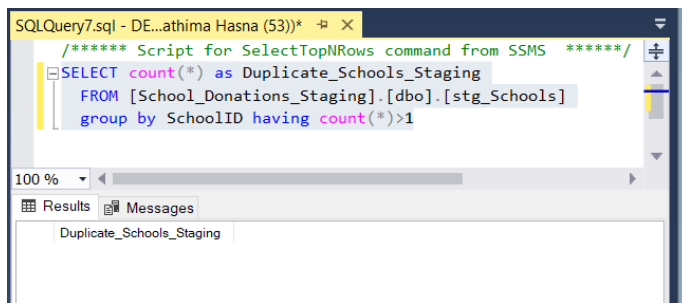 SQLQuery7.sql - DE...athima Hasna (53))*
/****** Script for SelectTopNRows command from SSMS  ******/
SELECT count(*) as Duplicate_Schools_Staging
FROM [School_Donations_Staging].[dbo].[stg_Schools]
group by SchoolID having count(*)>1
100 %
Results Messages
Duplicate_Schools_Staging